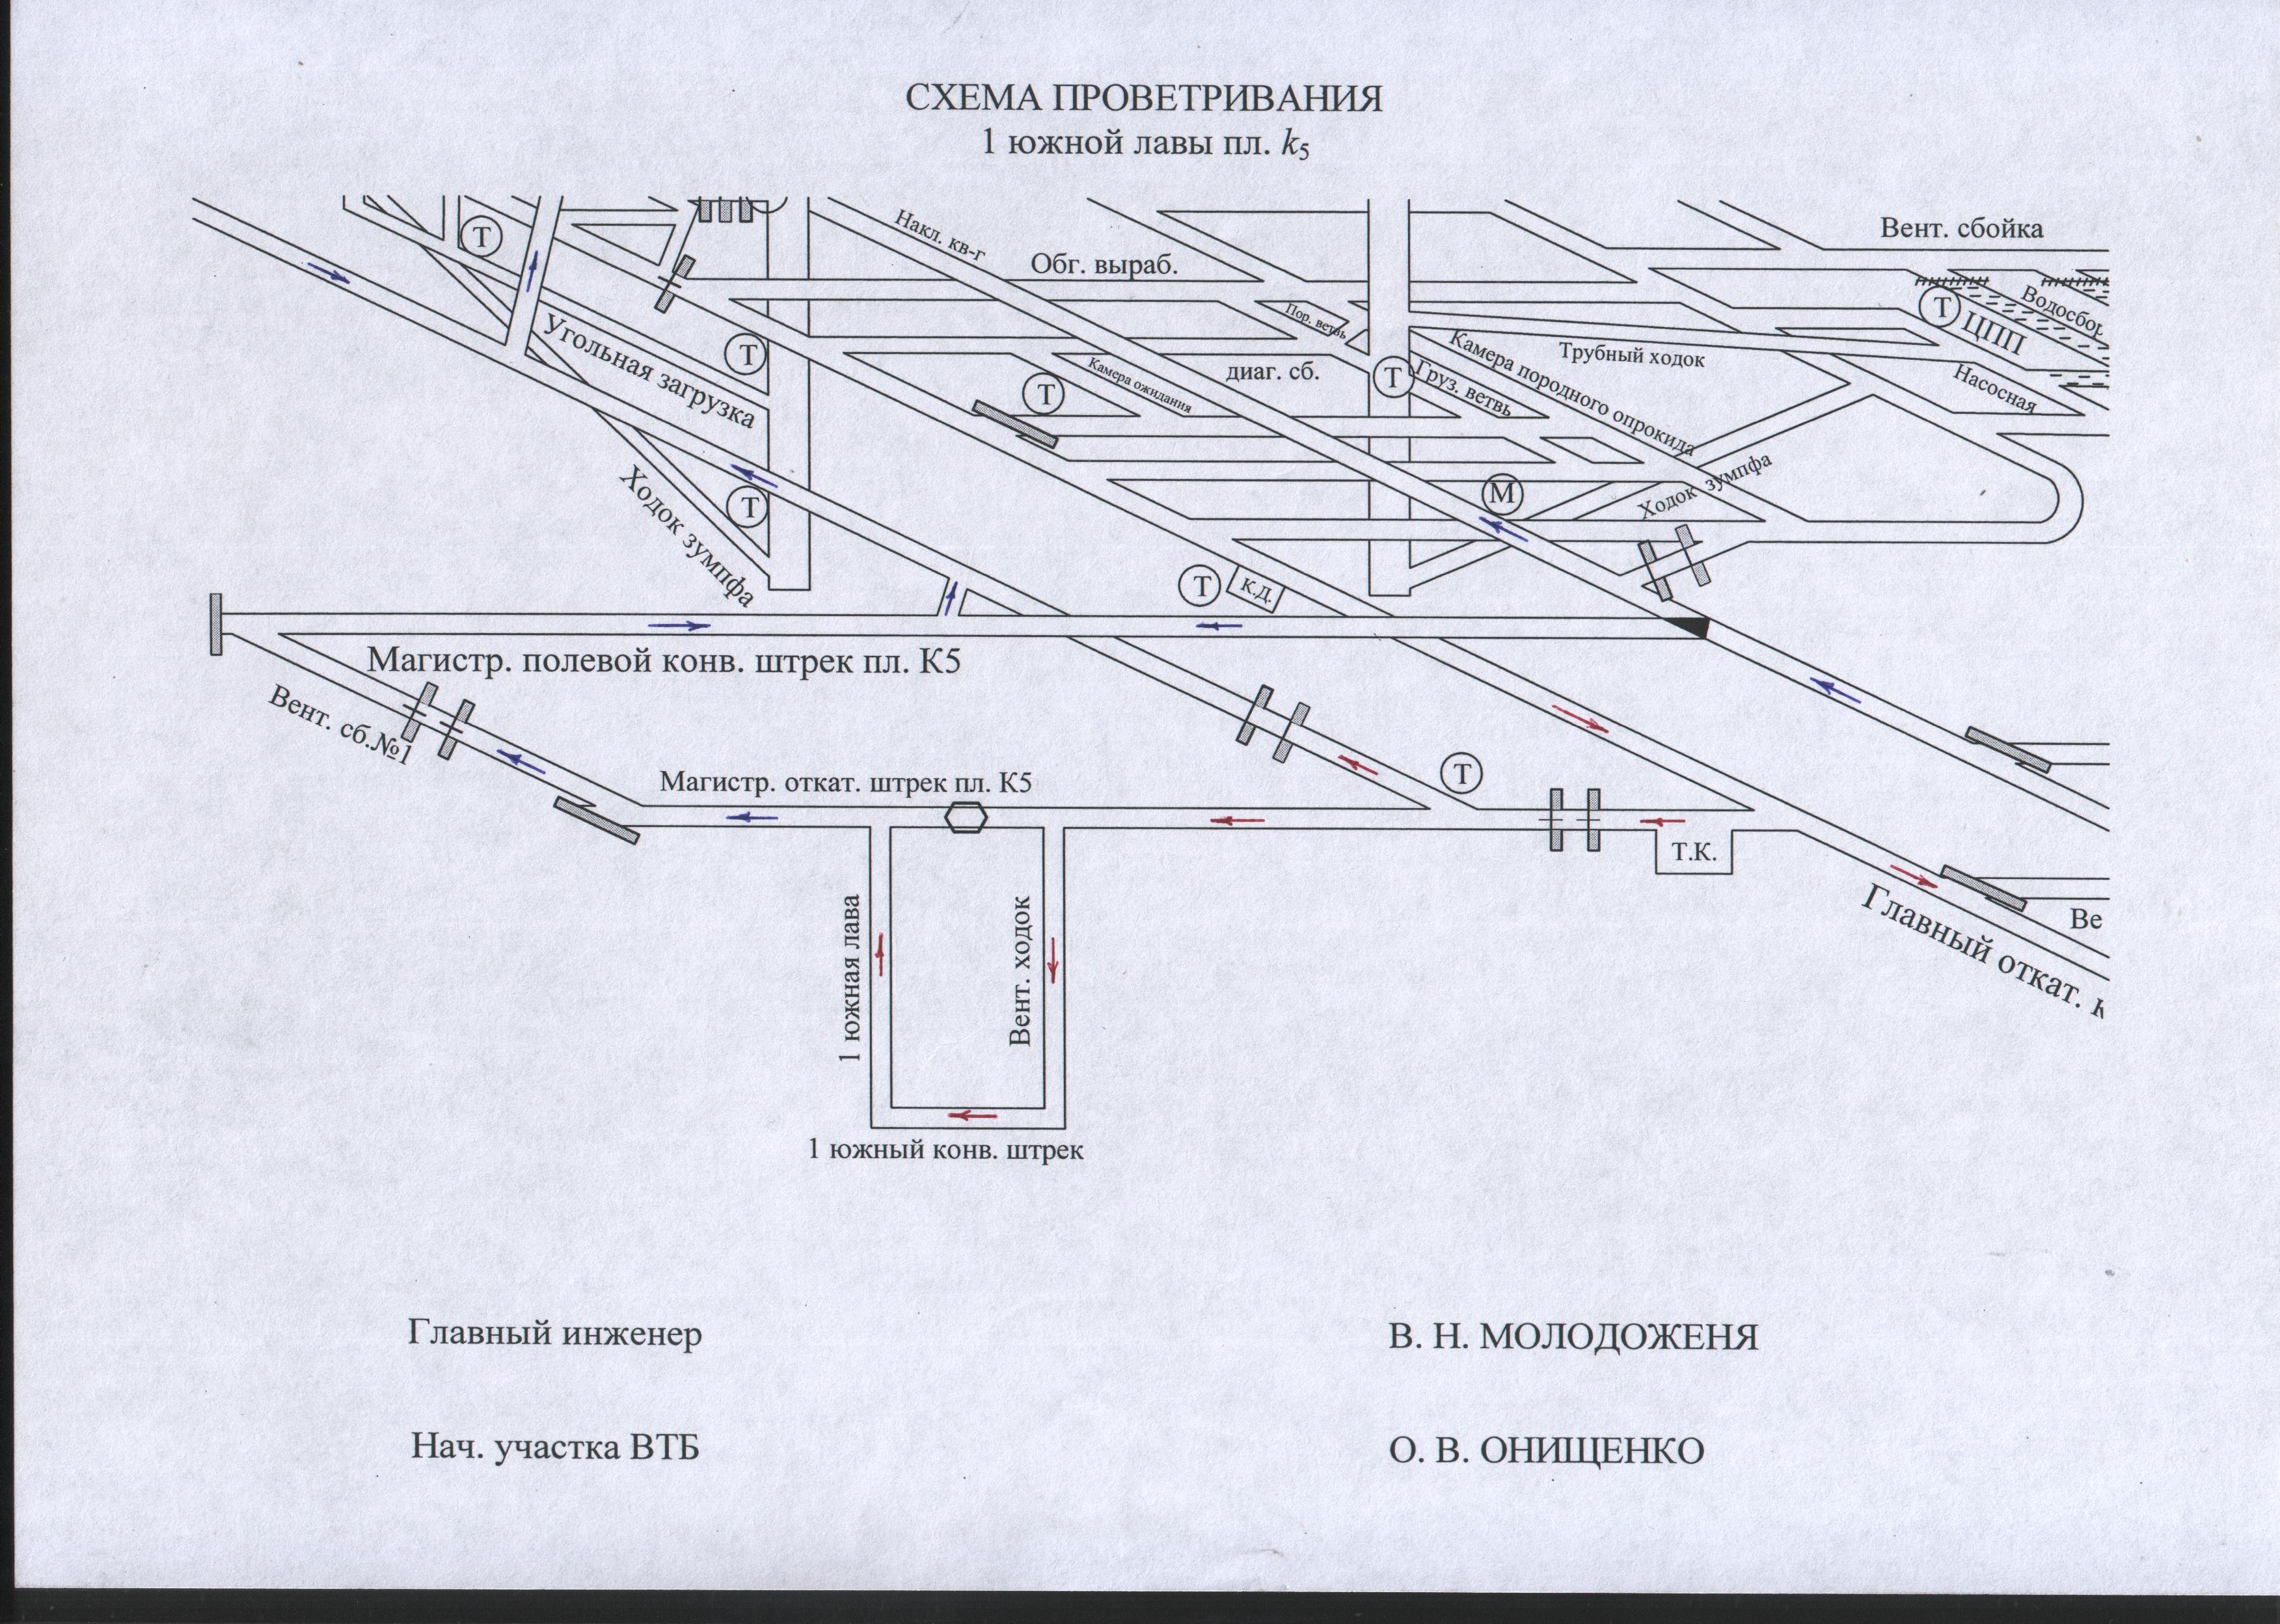 СХЕМА ПРОВЕТРИВАНИЯ
1 южной лавы пл. k5
Накл. кв-г
Обг. выраб.
Вент. сбойка
Т
Водосбор
Т
ЦПП
Пор. ветвь
Угольная загрузка
Т
Камера породного опрокида
Трубный ходок
диаг. сб.
Т
Груз. ветвь
Насосная
Камера ожидания
Т
Ходок зумпфа
Т
М
Ходок зумпфа
Т
К.Д.
Магистр. полевой конв. штрек пл. К5
Вент. сб.№1
Магистр. откат. штрек пл. К5
Т
Т.К.
Главный откат. к
Ве
1 южная лава
Вент. ходок
1 южный конв. штрек
Главный инженер
В. Н. МОЛОДОЖЕНЯ
Нач. участка ВТБ
О. В. ОНИЩЕНКО